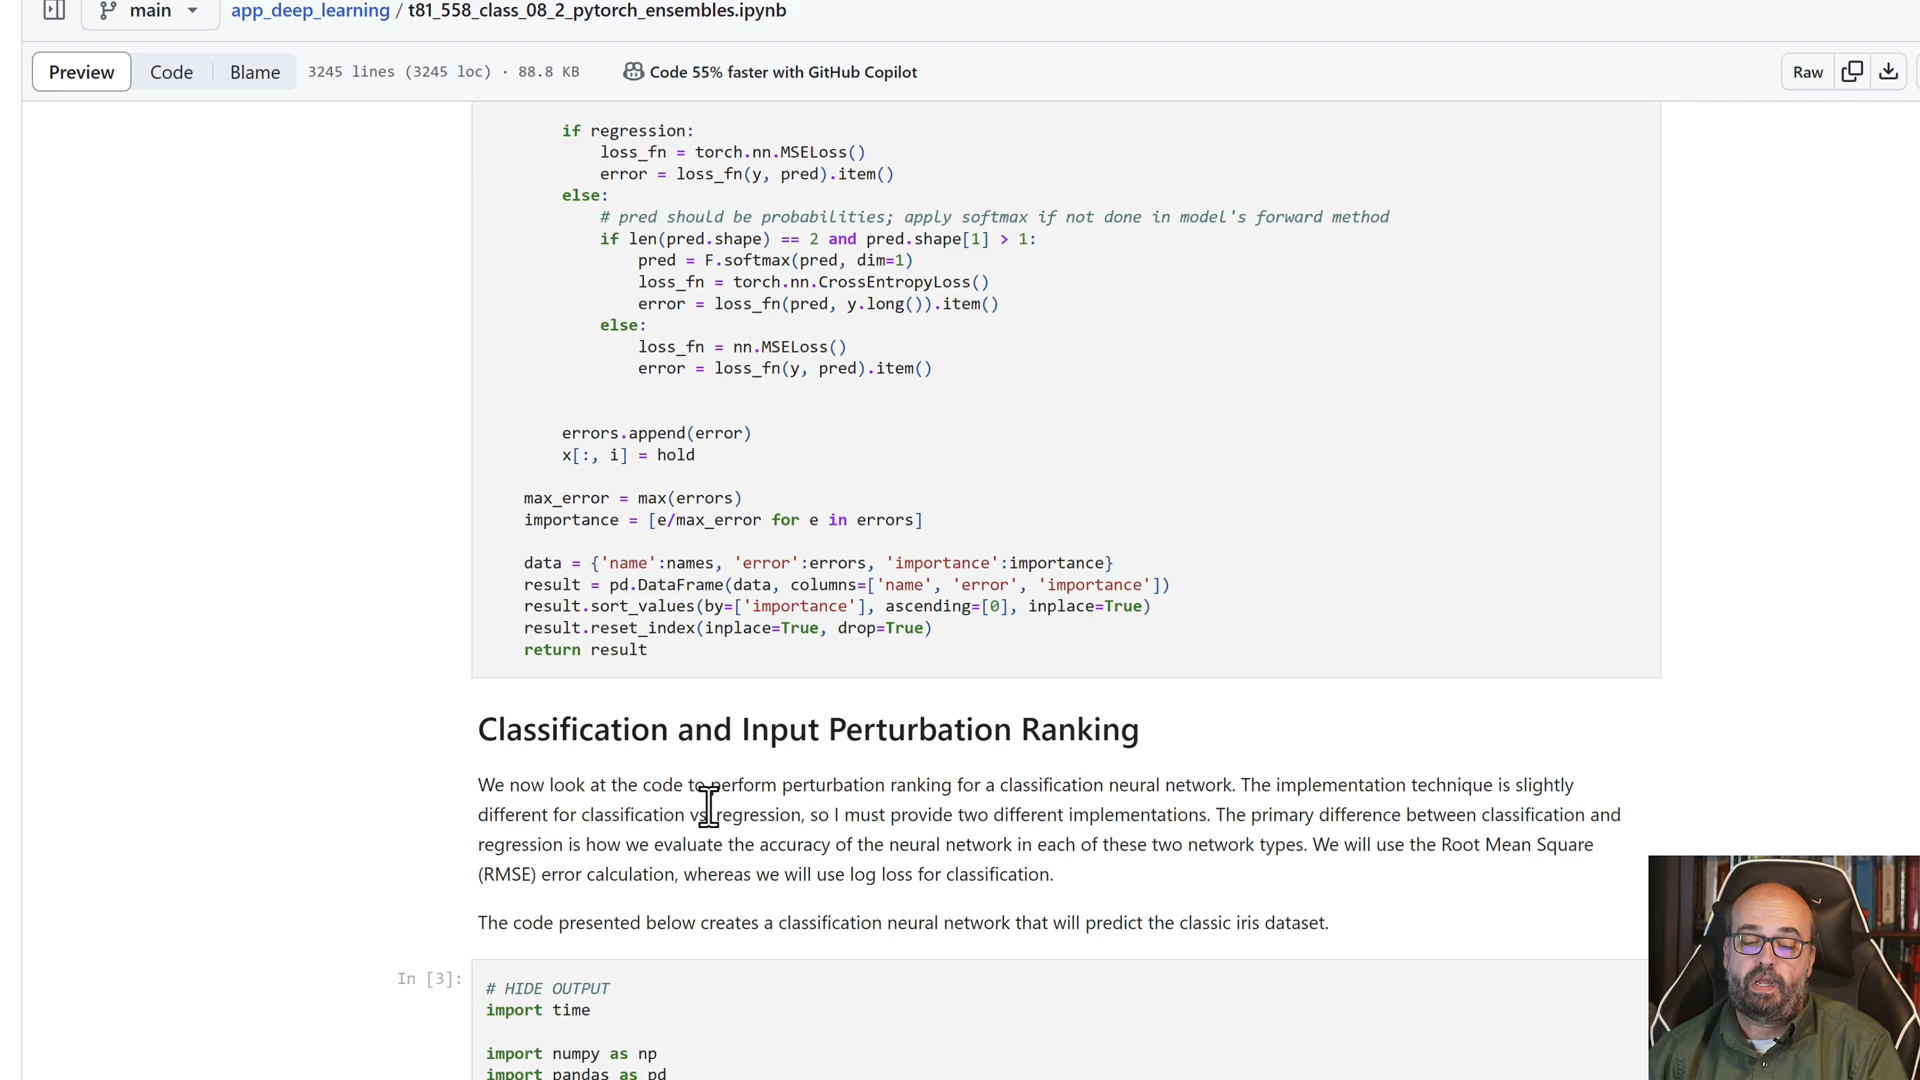 main
app_deep_learning / t81_558_class_08_2_pytorch_ensembles.ipynb
Preview Code Blame 3245 lines (3245 loc) · 88.8 KB Code 55% faster with GitHub Copilot Raw
if regression:
loss_fn = torch.nn.MSELoss()
error = loss_fn(y, pred).item()
else:
# pred should be probabilities; apply softmax if not done in model's forward method
if len(pred.shape) == 2 and pred.shape[1] > 1:
pred = F.softmax(pred, dim=1)
loss_fn = torch.nn.CrossEntropyLoss()
error = loss_fn(pred, y.long()).item()
else:
loss_fn = nn.MSELoss()
error = loss_fn(y, pred).item()
errors.append(error)
x[:, i] = hold
max_error = max(errors)
importance = [e/max_error for e in errors]
data = {'name':names, 'error':errors, 'importance':importance}
result = pd.DataFrame(data, columns=['name', 'error', 'importance'])
result.sort_values(by=['importance'], ascending=[0], inplace=True)
result.reset_index(inplace=True, drop=True)
return result
Classification and Input Perturbation Ranking
We now look at the code to perform perturbation ranking for a classification neural network. The implementation technique is slightly
different for classification vs regression, so I must provide two different implementations. The primary difference between classification and
regression is how we evaluate the accuracy of the neural network in each of these two network types. We will use the Root Mean Square
(RMSE) error calculation, whereas we will use log loss for classification.
The code presented below creates a classification neural network that will predict the classic iris dataset.
In [3]:
# HIDE OUTPUT
import time
import numpy as np
import pandas as pd